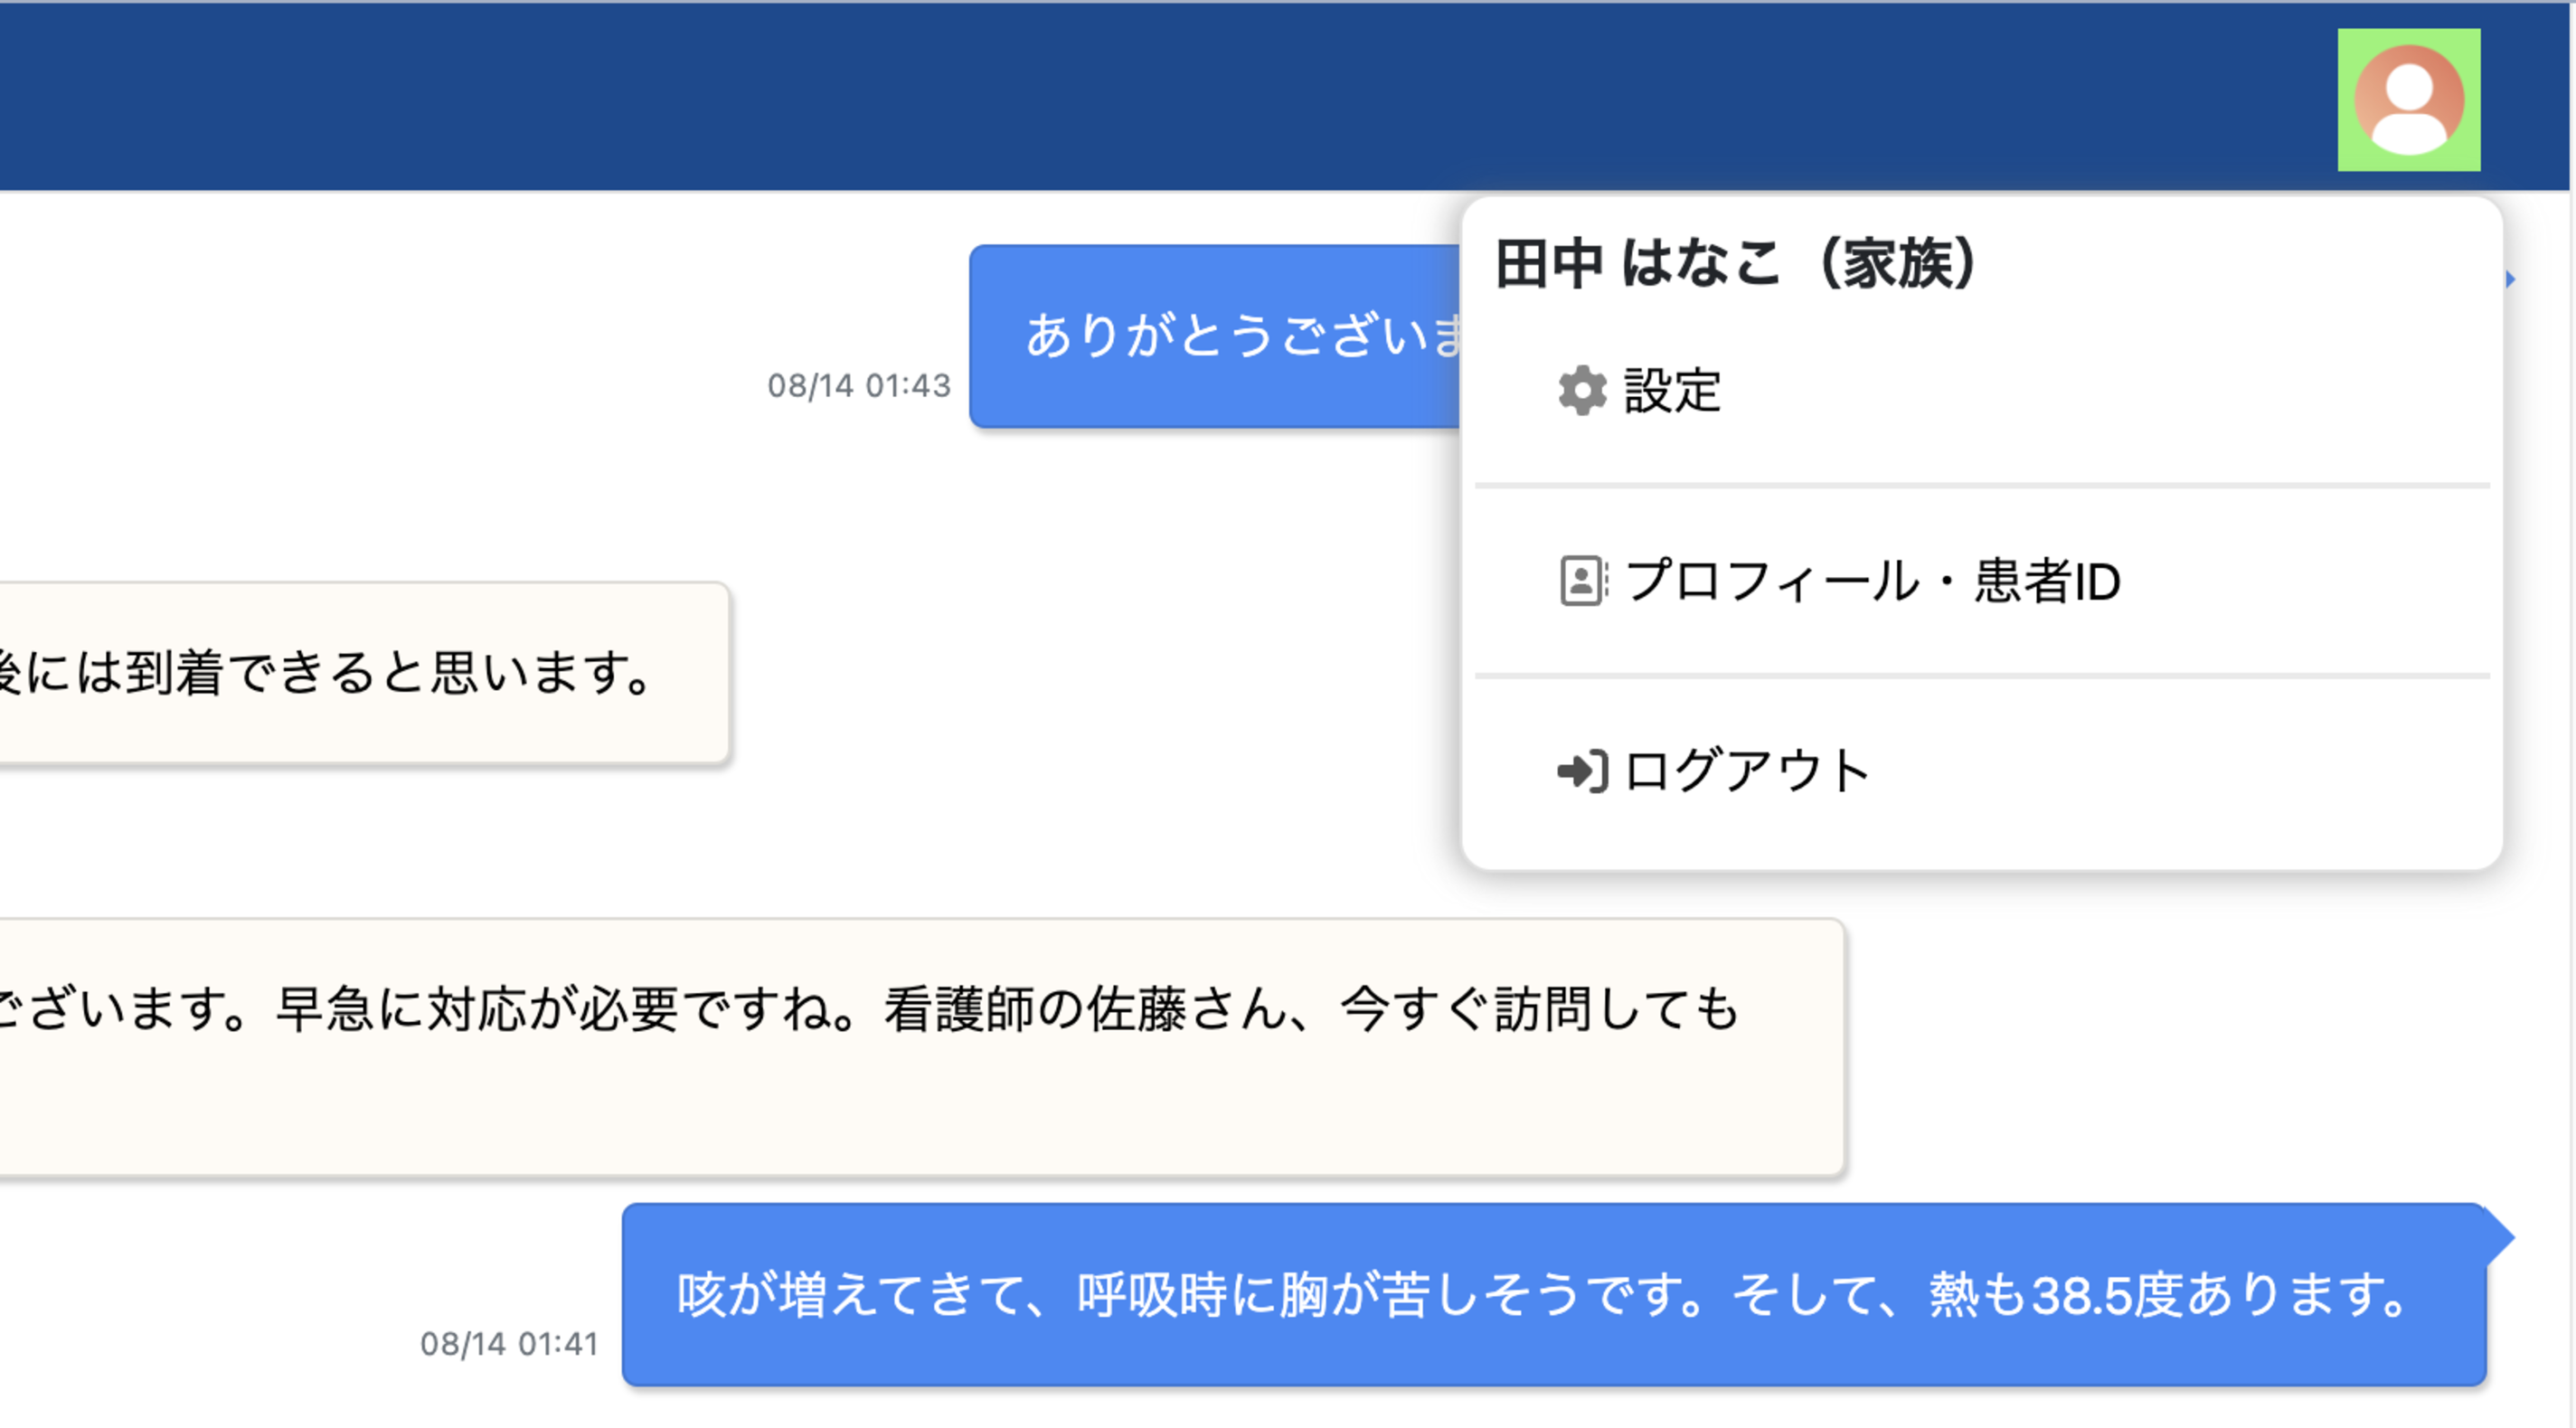 田中 はなこ（家族）
設定
プロフィール・患者ID
ログアウト
ありがとうございま
08/14 01:43
後には到着できると思います。
ございます。早急に対応が必要ですね。看護師の佐藤さん、今すぐ訪問しても
咳が増えてきて、呼吸時に胸が苦しそうです。そして、熱も38.5度あります。
08/14 01:41